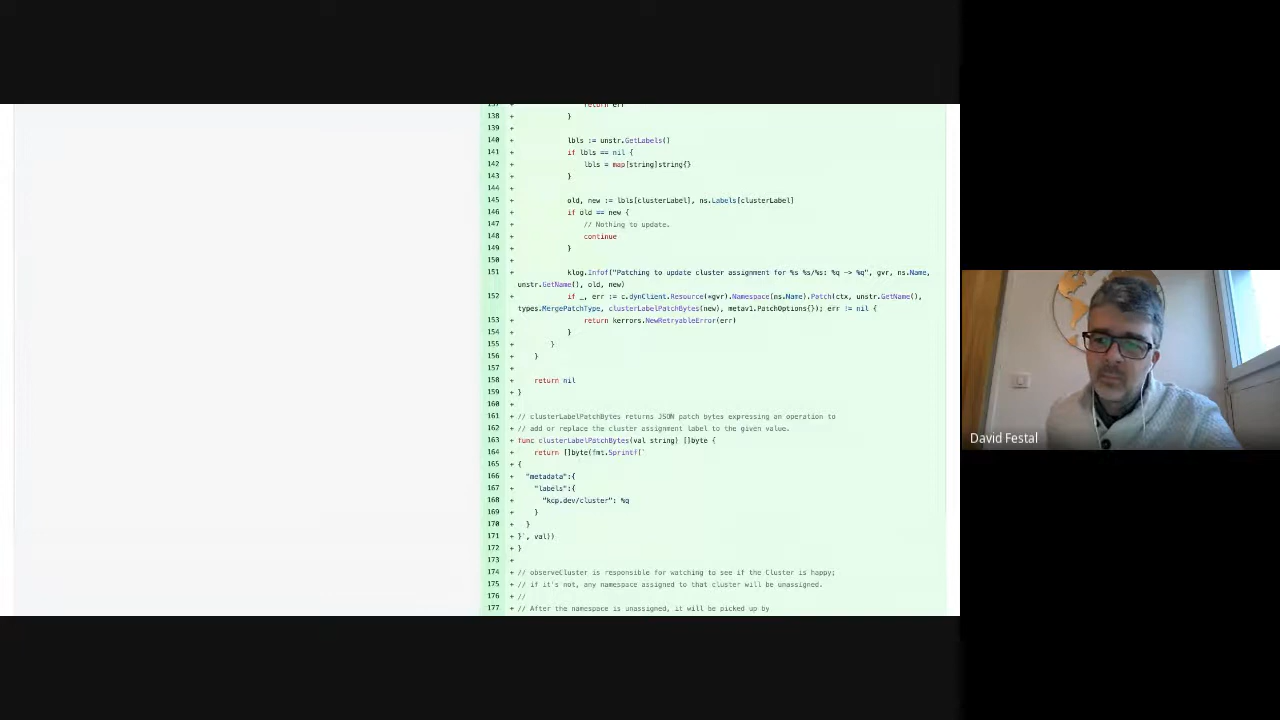 137 + return err
138 + }
139 +
140 + lbls := unstr.GetLabels()
141 + if lbls == nil {
142 + lbls = map[string]string{}
143 + }
144 +
145 + old, new := lbls[clusterLabel], ns.Labels[clusterLabel]
146 + if old == new {
147 + // Nothing to update.
148 + continue
149 + }
150 +
151 + klog.Infof("Patching to update cluster assignment for %s %s/%s: %q -> %q", gvr, ns.Name,
unstr.GetName(), old, new)
152 + if _, err := c.dynClient.Resource(*gvr).Namespace(ns.Name).Patch(ctx, unstr.GetName(),
types.MergePatchType, clusterLabelPatchBytes(new), metav1.PatchOptions{}); err != nil {
153 + return kerrors.NewRetryableError(err)
154 + }
155 + }
156 + }
157 +
158 + return nil
159 + }
160 +
161 + // clusterLabelPatchBytes returns JSON patch bytes expressing an operation to
162 + // add or replace the cluster assignment label to the given value.
163 + func clusterLabelPatchBytes(val string) []byte {
164 + return []byte(fmt.Sprintf(`
165 + {
166 + "metadata":{
167 + "labels":{
168 + "kcp.dev/cluster": %q
169 + }
170 + }
171 + }`, val))
172 + }
173 +
174 + // observeCluster is responsible for watching to see if the Cluster is happy;
175 + // if it's not, any namespace assigned to that cluster will be unassigned.
176 + //
177 + // After the namespace is unassigned, it will be picked up by
David Festal